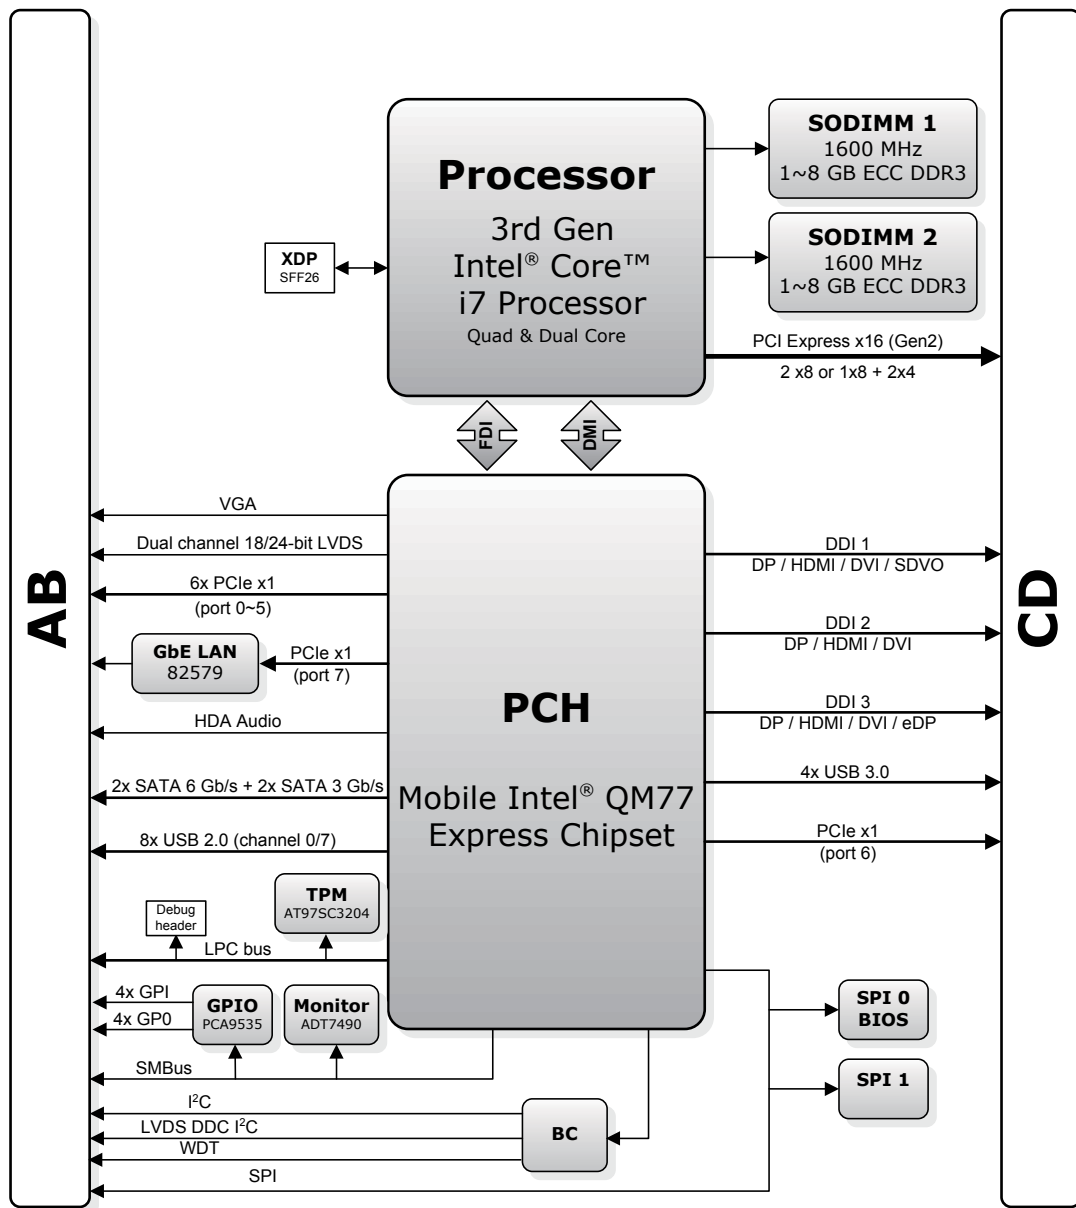 AB
CD
Processor
3rd Gen
Intel® Core™
i7 Processor
Quad & Dual Core
XDP
SFF26
SODIMM 1
1600 MHz
1~8 GB ECC DDR3
SODIMM 2
1600 MHz
1~8 GB ECC DDR3
PCI Express x16 (Gen2)
2 x8 or 1x8 + 2x4
FDI
DMI
PCH
Mobile Intel® QM77
Express Chipset
VGA
Dual channel 18/24-bit LVDS
6x PCIe x1
(port 0~5)
GbE LAN
82579
PCIe x1
(port 7)
HDA Audio
2x SATA 6 Gb/s + 2x SATA 3 Gb/s
8x USB 2.0 (channel 0/7)
TPM
AT97SC3204
Debug
header
LPC bus
4x GPI
4x GP0
GPIO
PCA9535
Monitor
ADT7490
SMBus
I²C
LVDS DDC I²C
WDT
SPI
BC
DDI 1
DP / HDMI / DVI / SDVO
DDI 2
DP / HDMI / DVI
DDI 3
DP / HDMI / DVI / eDP
4x USB 3.0
PCIe x1
(port 6)
SPI 0
BIOS
SPI 1